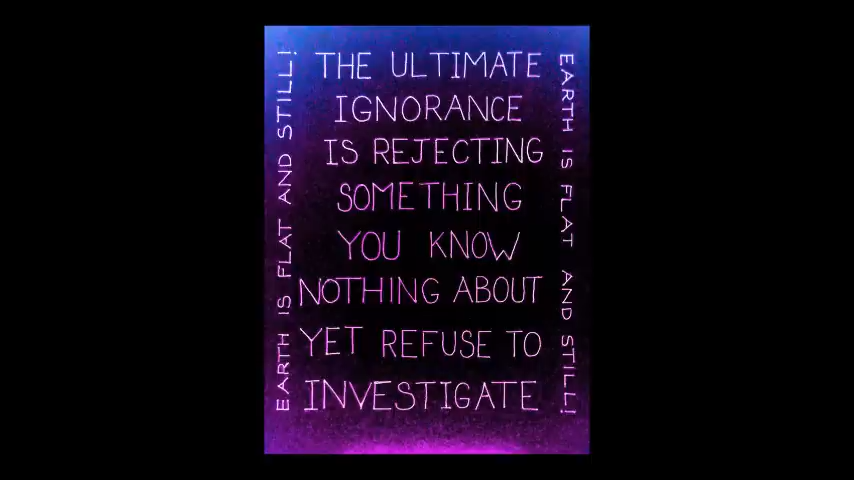 THE ULTIMATE
IGNORANCE
IS REJECTING
SOMETHING
YOU KNOW
NOTHING ABOUT
YET REFUSE TO
INVESTIGATE
EARTH IS FLAT AND STILL!
EARTH IS FLAT AND STILL!